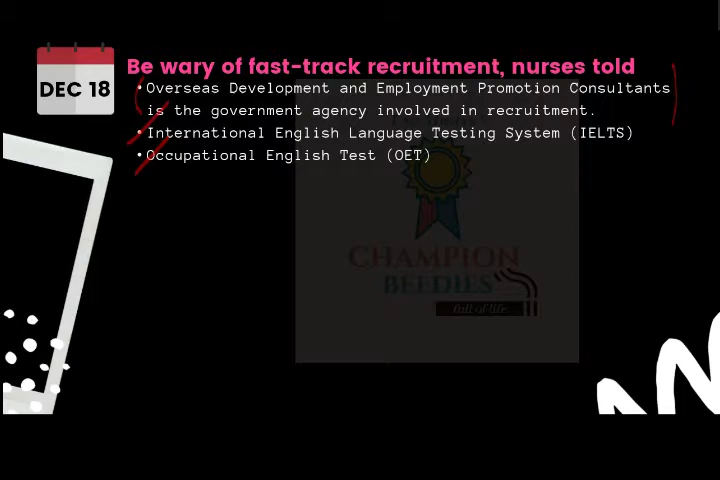 DEC 18
Be wary of fast-track recruitment, nurses told
•Overseas Development and Employment Promotion Consultants
is the government agency involved in recruitment.
•International English Language Testing System (IELTS)
•Occupational English Test (OET)
CHAMPION
BEEDIES
full of life